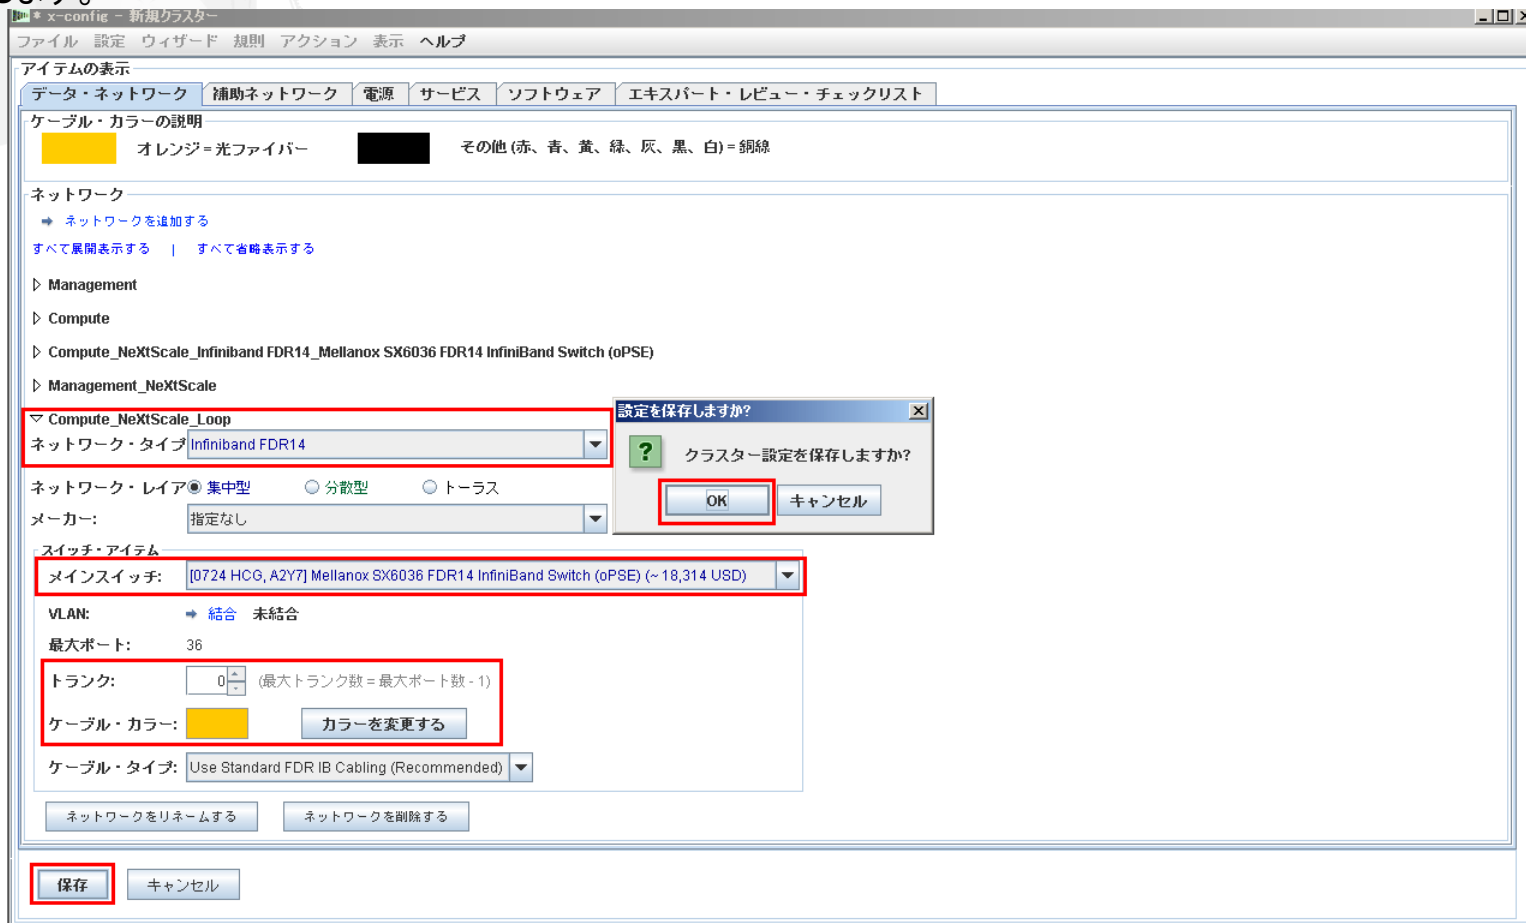 します。
* x-config - 新規クラスター
ファイル 設定 ウィザード 規則 アクション 表示 ヘルプ
アイテムの表示
データ・ネットワーク 補助ネットワーク 電源 サービス ソフトウェア エキスパート・レビュー・チェックリスト
ケーブル・カラーの説明
オレンジ=光ファイバー その他 (赤、青、黄、緑、灰、黒、白)=銅線
ネットワーク
ネットワークを追加する
すべて展開表示する | すべて省略表示する
Management
Compute
Compute_NeXtScale_Infiniband FDR14_Mellanox SX6036 FDR14 InfiniBand Switch (oPSE)
Management_NeXtScale
Compute_NeXtScale_Loop
ネットワーク・タイプ Infiniband FDR14
ネットワーク・レイア 集中型 分散型 トーラス
メーカー: 指定なし
設定を保存しますか?
クラスター設定を保存しますか?
OK キャンセル
スイッチ・アイテム
メインスイッチ: [0724 HCG, A2Y7] Mellanox SX6036 FDR14 InfiniBand Switch (oPSE) (~ 18,314 USD)
VLAN: 結合 未結合
最大ポート: 36
トランク: 0 (最大トランク数=最大ポート数 - 1)
ケーブル・カラー: カラーを変更する
ケーブル・タイプ: Use Standard FDR IB Cabling (Recommended)
ネットワークをリネームする ネットワークを削除する
保存 キャンセル